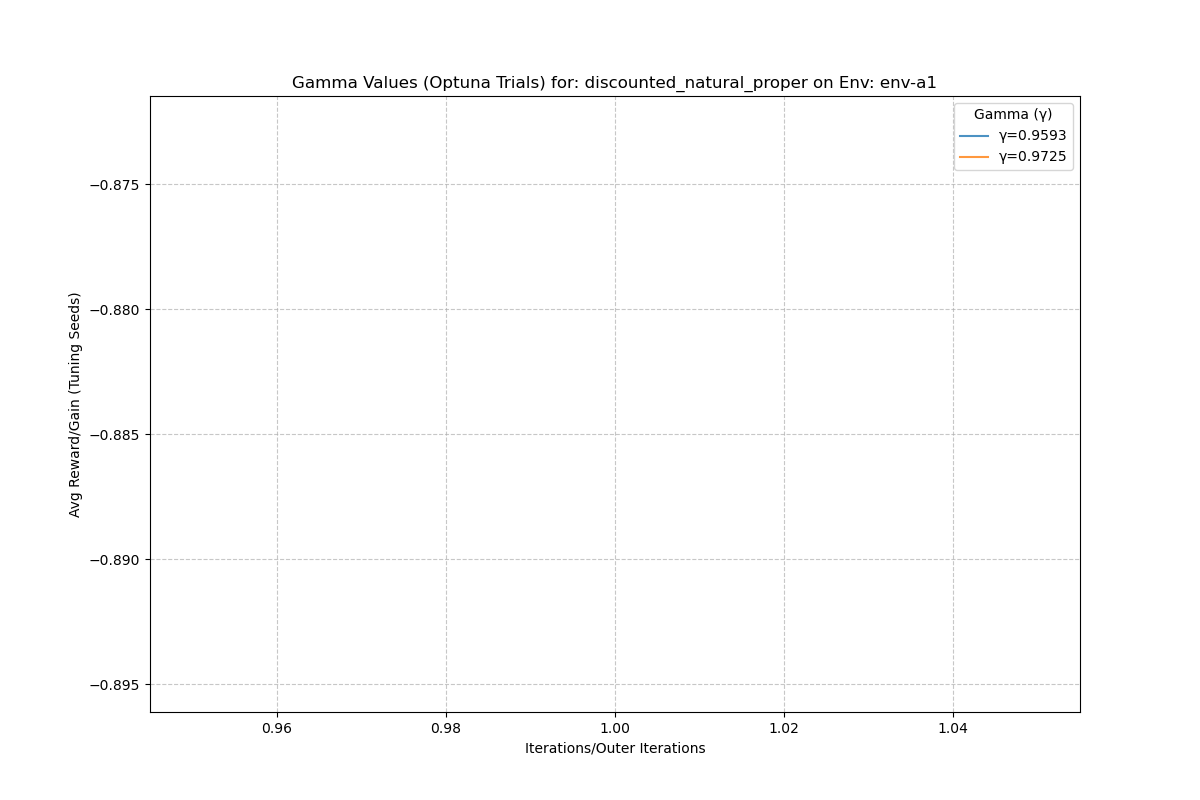 Gamma Values (Optuna Trials) for: discounted_natural_proper on Env: env-a1
Gamma (γ)
γ=0.9593
γ=0.9725
−0.875
−0.880
−0.885
−0.890
−0.895
Avg Reward/Gain (Tuning Seeds)
0.96 0.98 1.00 1.02 1.04
Iterations/Outer Iterations